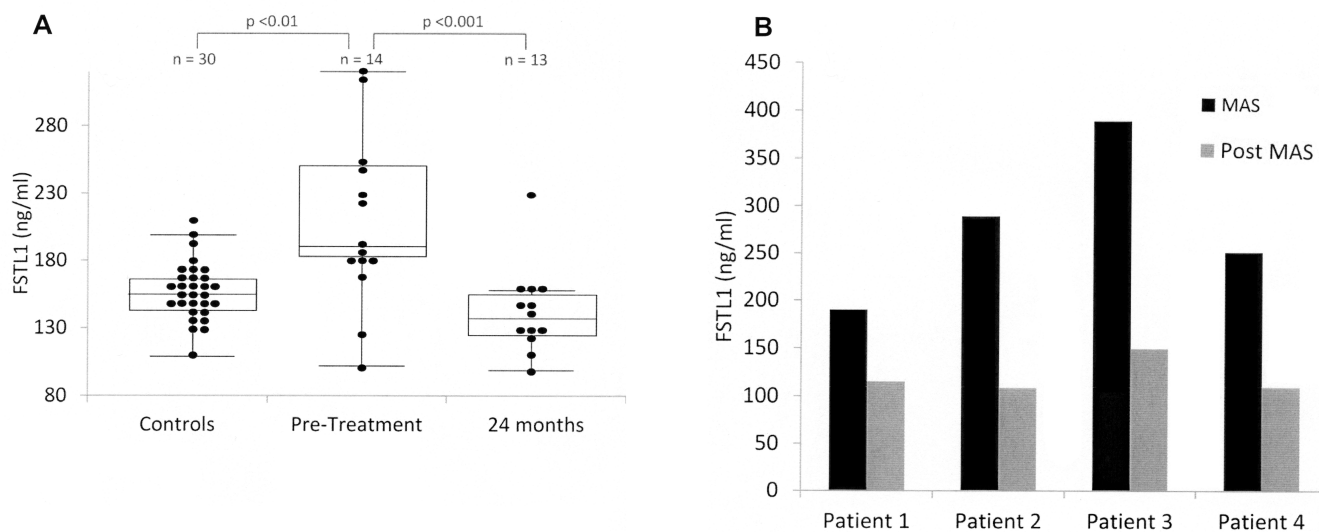 A
p <0.01
p <0.001
n = 30
n = 14
n = 13
FSTL1 (ng/ml)
280
230
180
130
80
Controls
Pre-Treatment
24 months
B
450
400
350
300
250
200
150
100
50
0
FSTL1 (ng/ml)
MAS
Post MAS
Patient 1
Patient 2
Patient 3
Patient 4